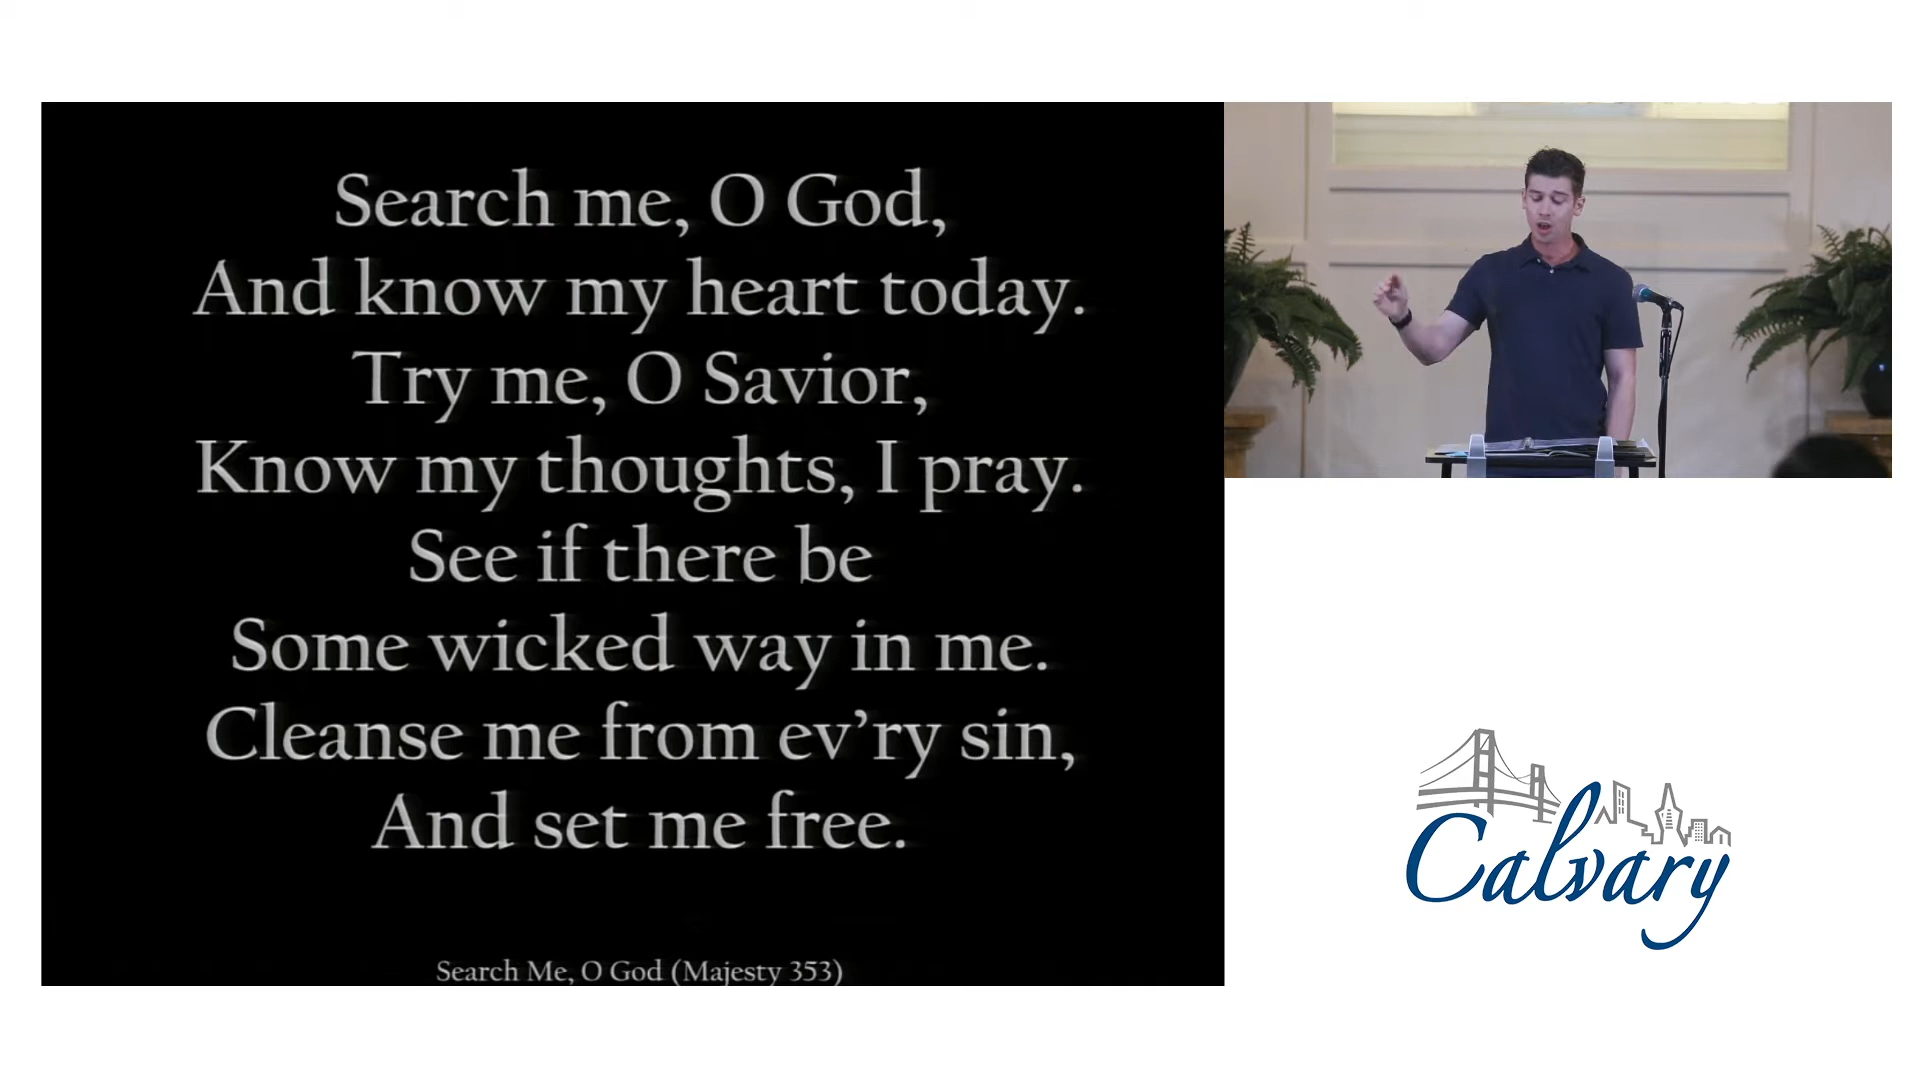 Search me, O God,
And know my heart today.
Try me, O Savior,
Know my thoughts, I pray.
See if there be
Some wicked way in me.
Cleanse me from ev’ry sin,
And set me free.
Search Me, O God (Majesty 353)
Calvary